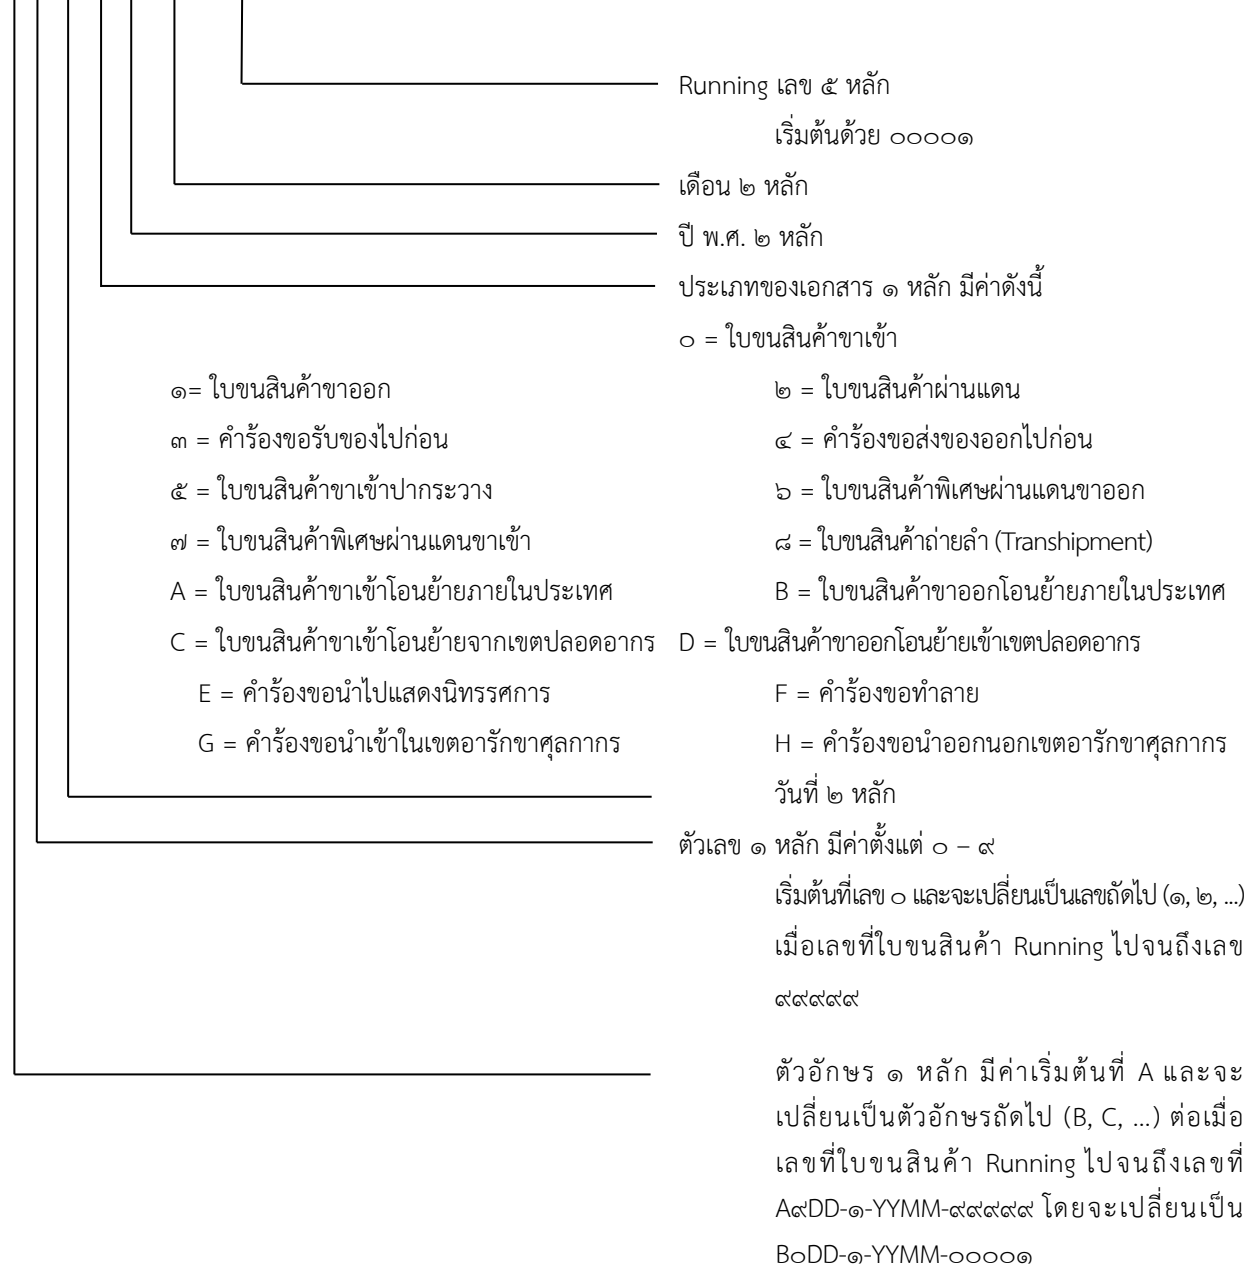 Running เลข ๕ หลัก
เริ่มต้นด้วย ๐๐๐๐๑
เดือน ๒ หลัก
ปี พ.ศ. ๒ หลัก
ประเภทของเอกสาร ๑ หลัก มีค่าดังนี้
๐ = ใบขนสินค้าขาเข้า
๑= ใบขนสินค้าขาออก ๒ = ใบขนสินค้าผ่านแดน
๓ = คำร้องขอรับของไปก่อน ๔ = คำร้องขอส่งของออกไปก่อน
๕ = ใบขนสินค้าขาเข้าปากระวาง ๖ = ใบขนสินค้าพิเศษผ่านแดนขาออก
๗ = ใบขนสินค้าพิเศษผ่านแดนขาเข้า ๘ = ใบขนสินค้าถ่ายลำ (Transhipment)
A = ใบขนสินค้าขาเข้าโอนย้ายภายในประเทศ B = ใบขนสินค้าขาออกโอนย้ายภายในประเทศ
C = ใบขนสินค้าขาเข้าโอนย้ายจากเขตปลอดอากร D = ใบขนสินค้าขาออกโอนย้ายเข้าเขตปลอดอากร
E = คำร้องขอนำไปแสดงนิทรรศการ F = คำร้องขอทำลาย
G = คำร้องขอนำเข้าในเขตอารักขาศุลกากร H = คำร้องขอนำออกนอกเขตอารักขาศุลกากร
วันที่ ๒ หลัก
ตัวเลข ๑ หลัก มีค่าตั้งแต่ ๐ – ๙
เริ่มต้นที่เลข ๐ และจะเปลี่ยนเป็นเลขถัดไป (๑, ๒, ...)
เมื่อเลขที่ใบขนสินค้า Running ไปจนถึงเลข
๙๙๙๙๙
ตัวอักษร ๑ หลัก มีค่าเริ่มต้นที่ A และจะ
เปลี่ยนเป็นตัวอักษรถัดไป (B, C, ...) ต่อเมื่อ
เลขที่ใบขนสินค้า Running ไปจนถึงเลขที่
A๙DD-๑-YYMM-๙๙๙๙๙ โดยจะเปลี่ยนเป็น
B๐DD-๑-YYMM-๐๐๐๐๑